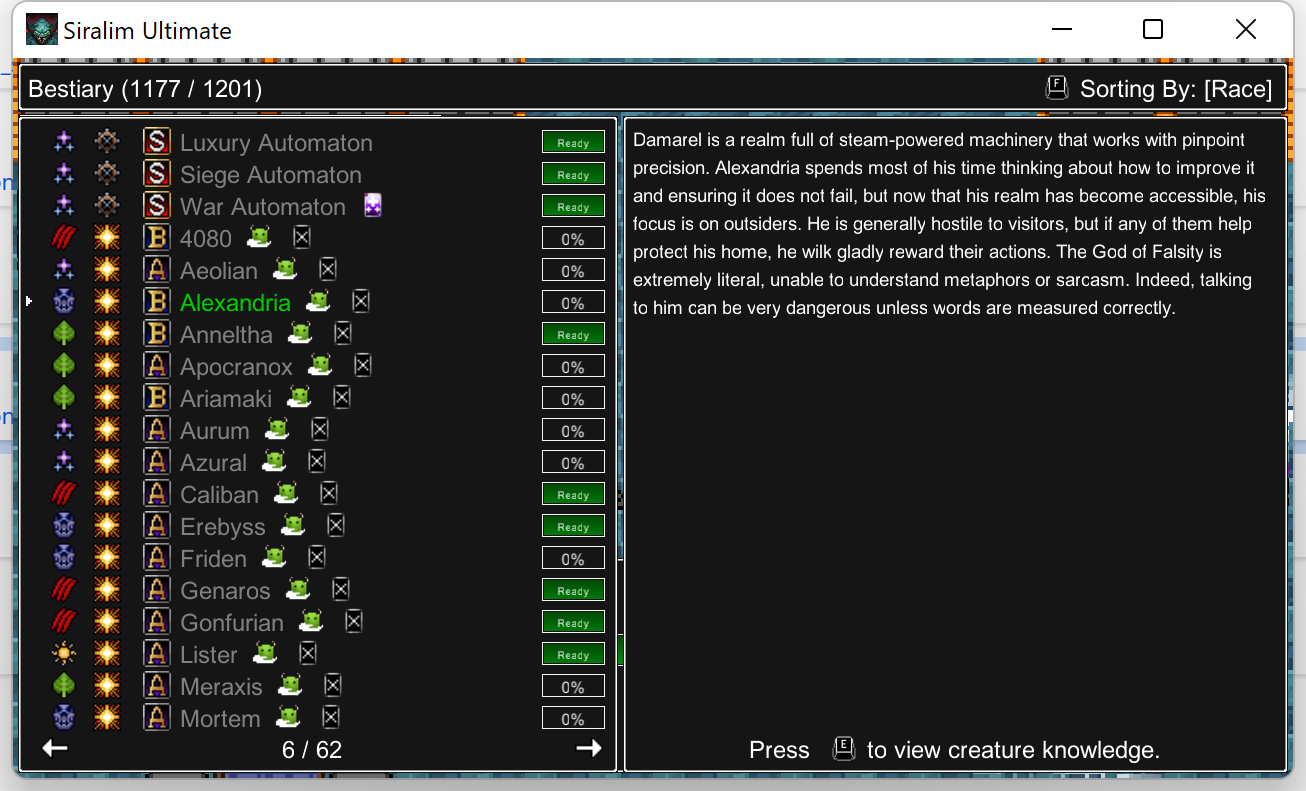 Siralim Ultimate
Bestiary (1177 / 1201)
F Sorting By: [Race]
S Luxury Automaton Ready
S Siege Automaton Ready
S War Automaton Ready
B 4080 0%
A Aeolian 0%
B Alexandria 0%
B Anneltha Ready
A Apocranox 0%
B Ariamaki 0%
A Aurum 0%
A Azural 0%
A Caliban Ready
A Erebyss Ready
A Friden 0%
A Genaros Ready
A Gonfurian Ready
A Lister Ready
A Meraxis 0%
A Mortem 0%
6 / 62
Damarel is a realm full of steam-powered machinery that works with pinpoint
precision. Alexandria spends most of his time thinking about how to improve it
and ensuring it does not fail, but now that his realm has become accessible, his
focus is on outsiders. He is generally hostile to visitors, but if any of them help
protect his home, he wilk gladly reward their actions. The God of Falsity is
extremely literal, unable to understand metaphors or sarcasm. Indeed, talking
to him can be very dangerous unless words are measured correctly.
Press E to view creature knowledge.